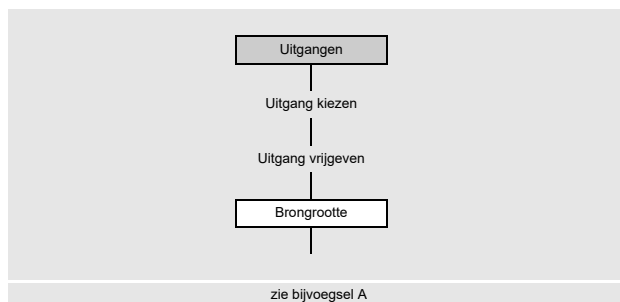 Uitgangen
Uitgang kiezen
Uitgang vrijgeven
Brongrootte
zie bijvoegsel A